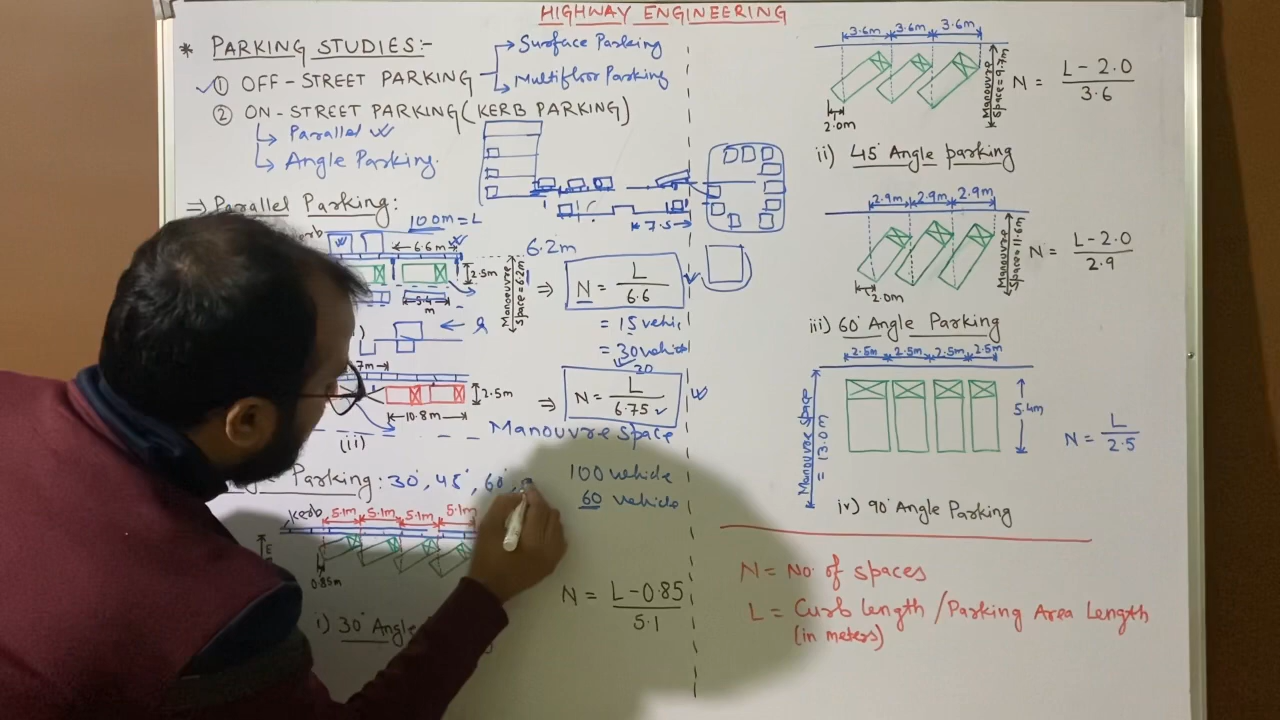 HIGHWAY ENGINEERING
* PARKING STUDIES:-
① OFF-STREET PARKING
Surface Parking
Multifloor Parking
② ON-STREET PARKING (KERB PARKING)
Parallel
Angle Parking.
⇒ Parallel Parking:
100m = L
6.6m
2.5m
5.4
m
Manoeuvre
space = 6.2m
6.2m
⇒ N = L / 6.6
= 15 vehic
= 30 vehicl
30
7.5
7m
2.5m
10.8m
(ii)
⇒ N = L / 6.75
Manouvre space
Parking: 30°, 45°, 60°,
100 vehicle
60 vehicle
Kerb 5.1m 5.1m 5.1m 5.1m
0.85m
i) 30° Angle
N = L-0.85 / 5.1
3.6m 3.6m 3.6m
2.0m
Manouvre
space = 9.7m
N = L-2.0 / 3.6
ii) 45° Angle parking
2.9m 2.9m 2.9m
2.0m
Manouvre
space = 11.6m
N = L-2.0 / 2.9
iii) 60° Angle Parking
2.5m 2.5m 2.5m 2.5m
Manouvre space
= 13.0m
5.4m
N = L / 2.5
iv) 90° Angle Parking
N = No. of spaces
L = Curb length / Parking Area Length
(in meters)